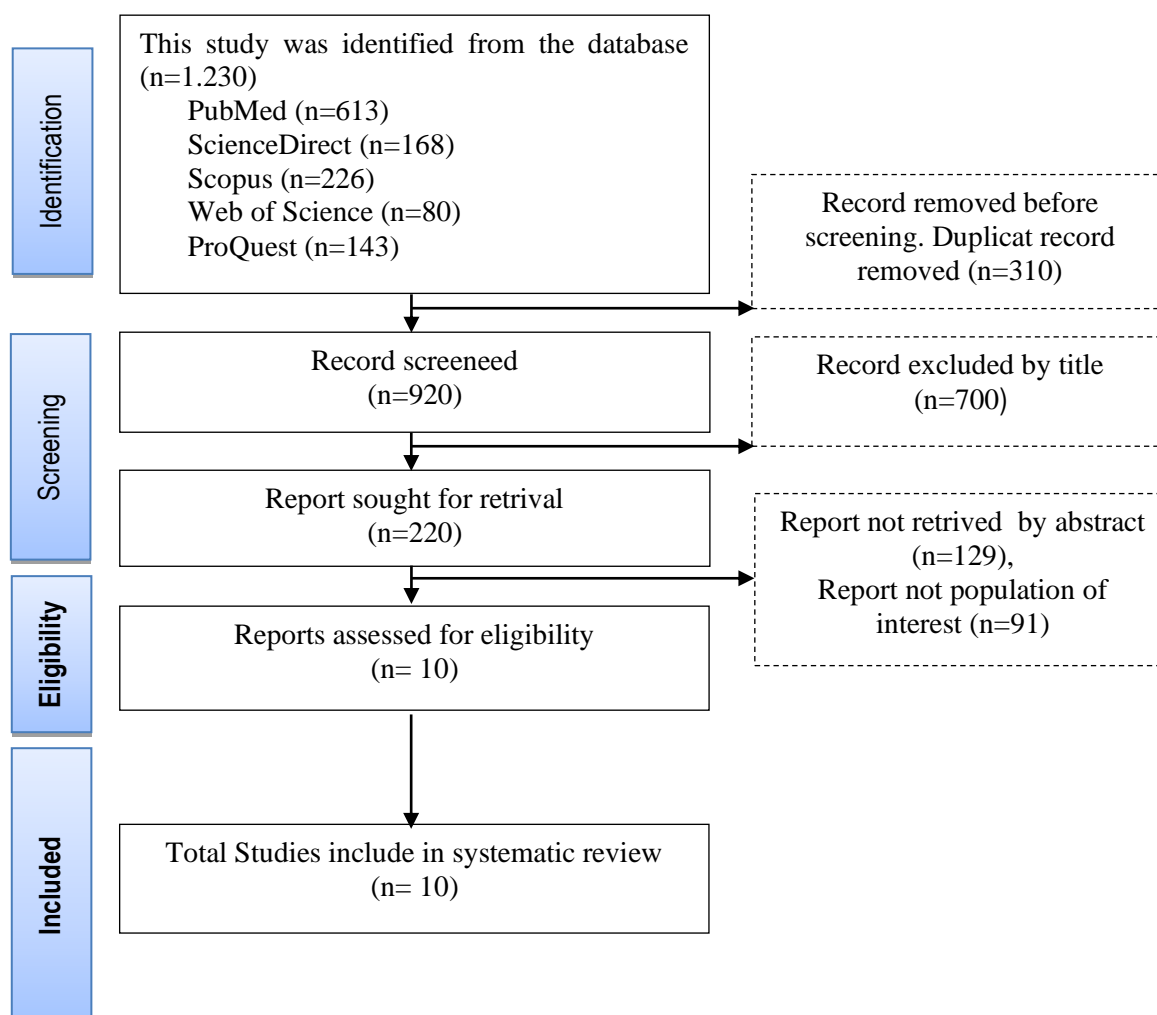 Identification
This study was identified from the database
(n=1.230)
PubMed (n=613)
ScienceDirect (n=168)
Scopus (n=226)
Web of Science (n=80)
ProQuest (n=143)
Record removed before
screening. Duplicat record
removed (n=310)
Screening
Record screeneed
(n=920)
Record excluded by title
(n=700)
Report sought for retrival
(n=220)
Report not retrived by abstract
(n=129),
Report not population of
interest (n=91)
Eligibility
Reports assessed for eligibility
(n= 10)
Included
Total Studies include in systematic review
(n= 10)